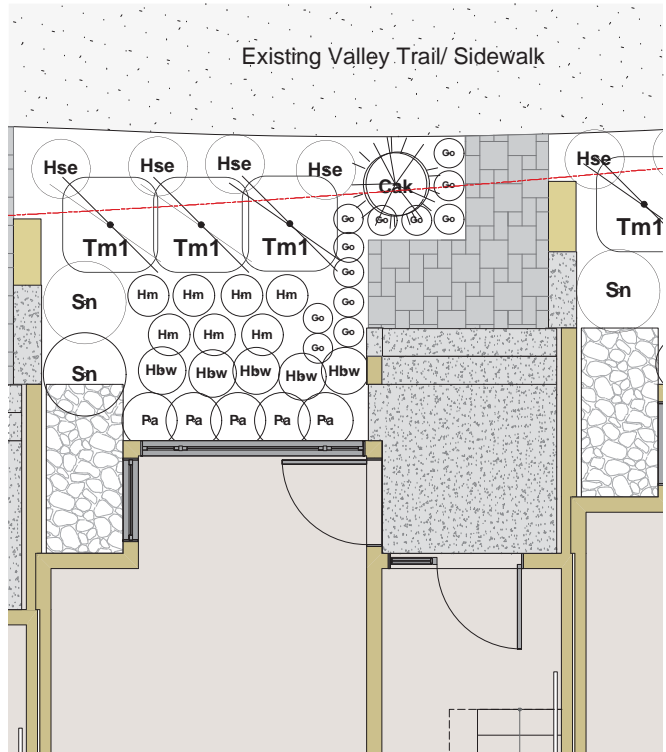 Existing Valley Trail/ Sidewalk
Hse Hse Hse Hse Cak Go Hse
Go
Go Go Go Go
Tm1 Tm1 Tm1 Go Tm1
Go
Sn Hm Hm Hm Hm Sn
Go
Hm Hm Hm Go
Go
Sn Hbw Hbw Hbw Hbw Hbw
Pa Pa Pa Pa Pa